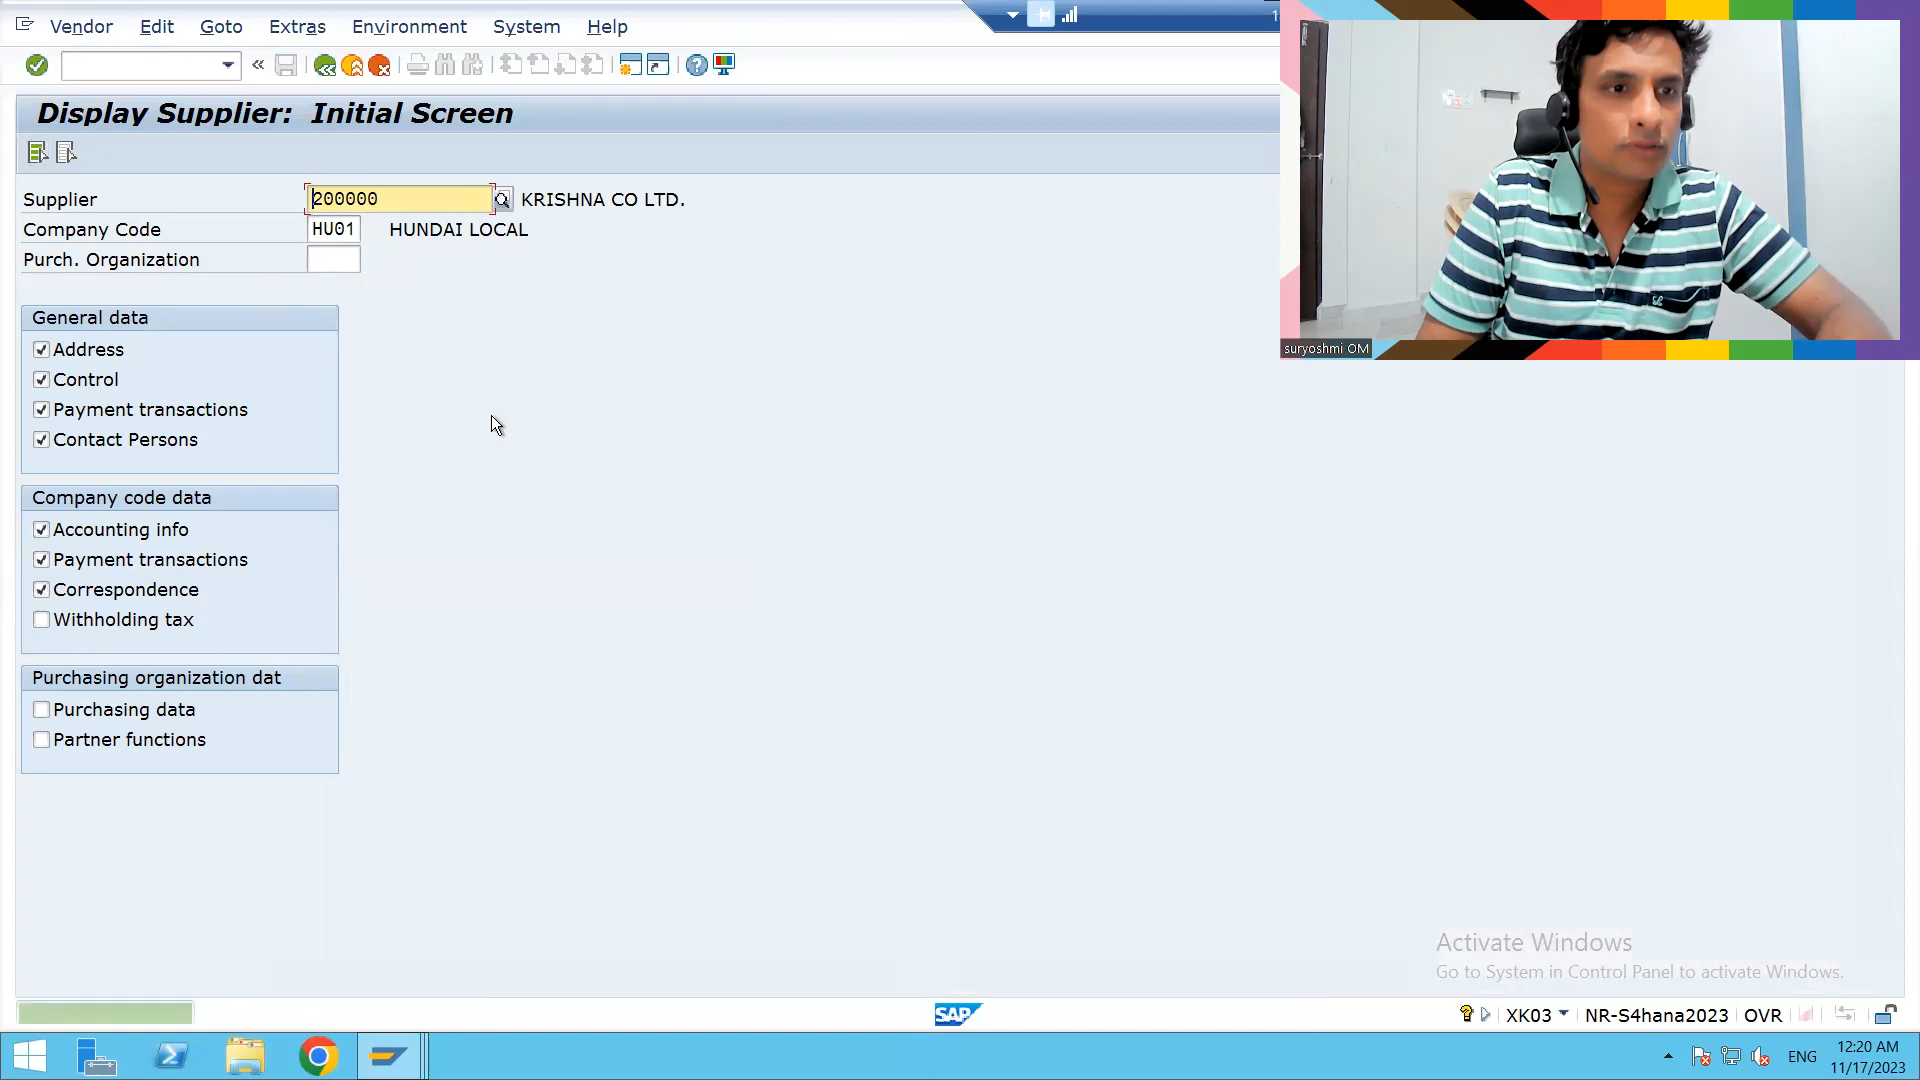 Vendor Edit Goto Extras Environment System Help
Display Supplier: Initial Screen
Supplier 200000 KRISHNA CO LTD.
Company Code HU01 HUNDAI LOCAL
Purch. Organization
General data
Address
Control
Payment transactions
Contact Persons
Company code data
Accounting info
Payment transactions
Correspondence
Withholding tax
Purchasing organization dat
Purchasing data
Partner functions
suryoshmi OM
Activate Windows
Go to System in Control Panel to activate Windows.
SAP
XK03 NR-S4hana2023 OVR
ENG
12:20 AM
11/17/2023